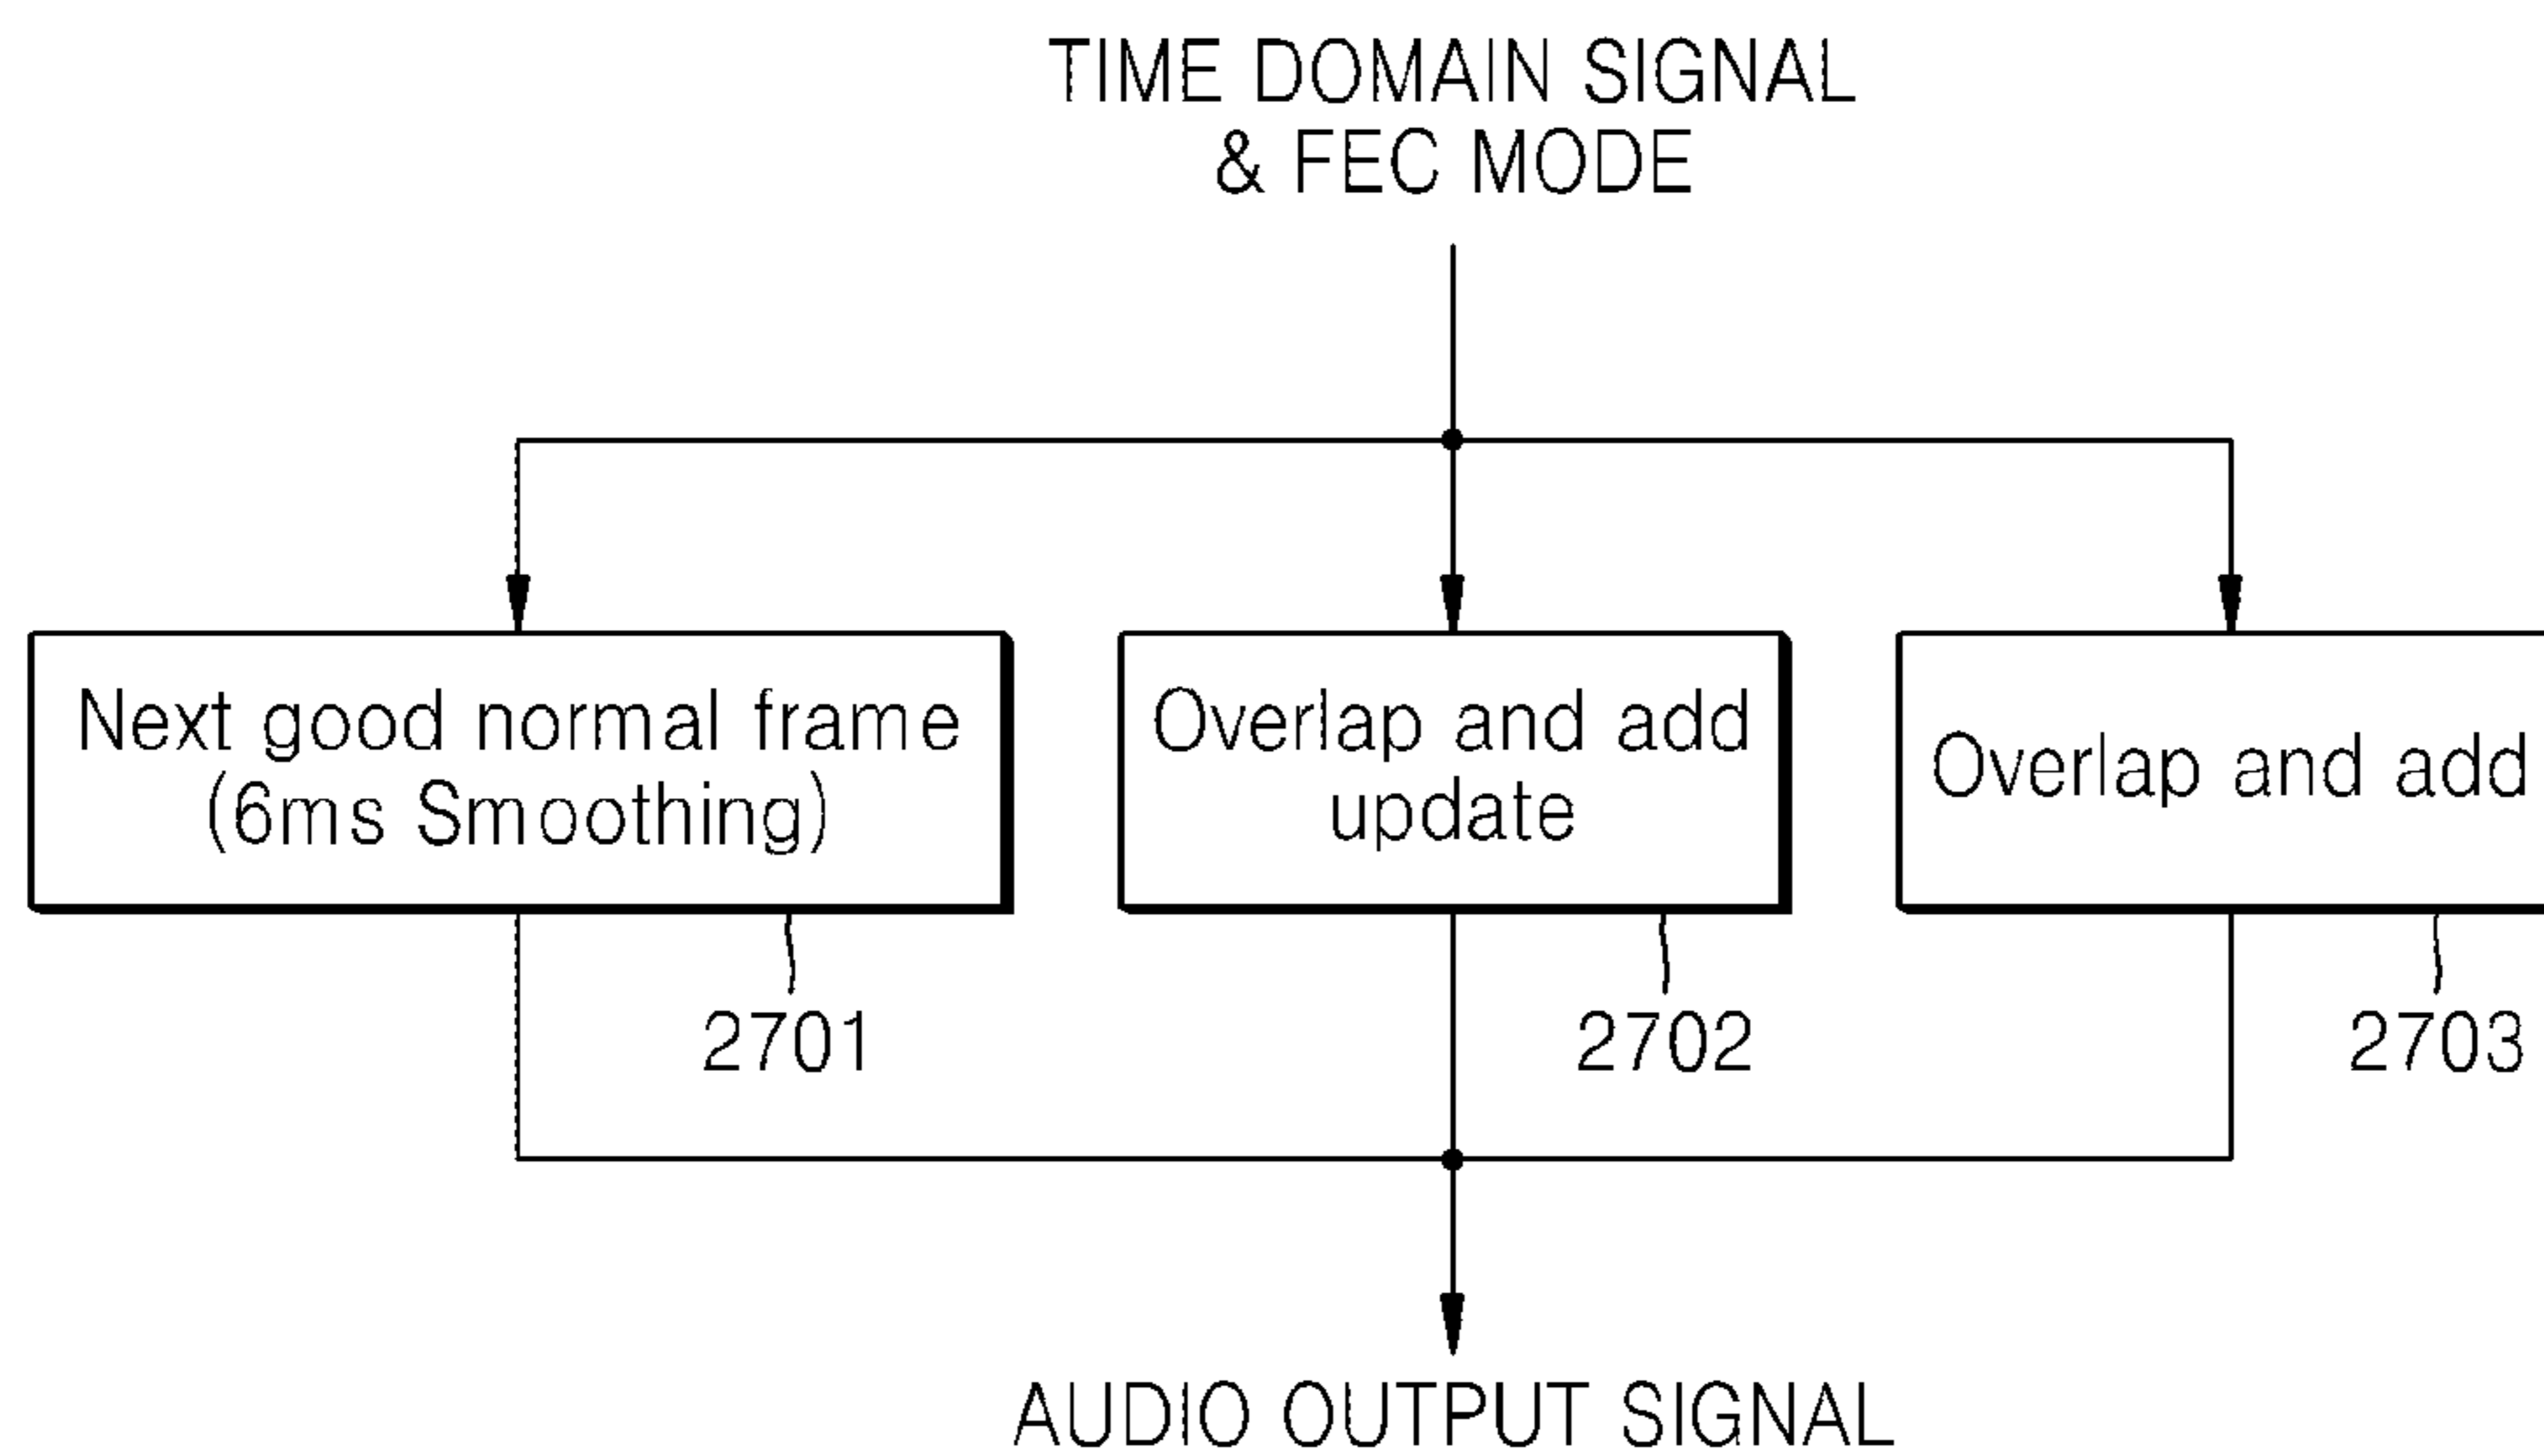 TIME DOMAIN SIGNAL
& FEC MODE
Next good normal frame
(6ms Smoothing)
Overlap and add
update
Overlap and add
2701
2702
2703
AUDIO OUTPUT SIGNAL